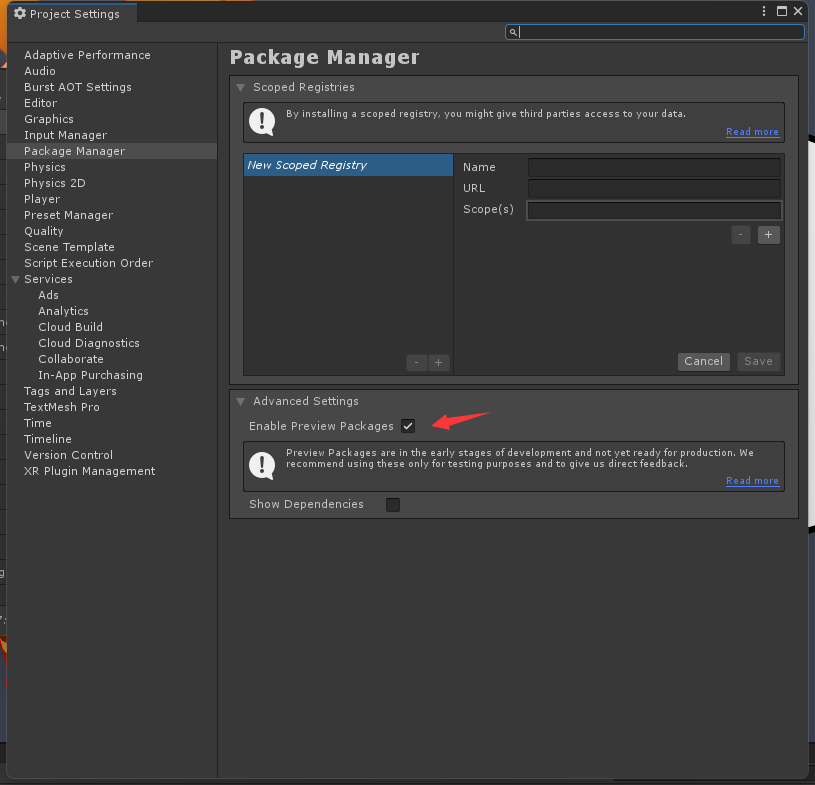 Project Settings
Adaptive Performance
Audio
Burst AOT Settings
Editor
Graphics
Input Manager
Package Manager
Physics
Physics 2D
Player
Preset Manager
Quality
Scene Template
Script Execution Order
Services
Ads
Analytics
Cloud Build
Cloud Diagnostics
Collaborate
In-App Purchasing
Tags and Layers
TextMesh Pro
Time
Timeline
Version Control
XR Plugin Management
Package Manager
Scoped Registries
By installing a scoped registry, you might give third parties access to your data.
Read more
New Scoped Registry
Name
URL
Scope(s)
- +
- +
Cancel Save
Advanced Settings
Enable Preview Packages
Preview Packages are in the early stages of development and not yet ready for production. We
recommend using these only for testing purposes and to give us direct feedback.
Read more
Show Dependencies